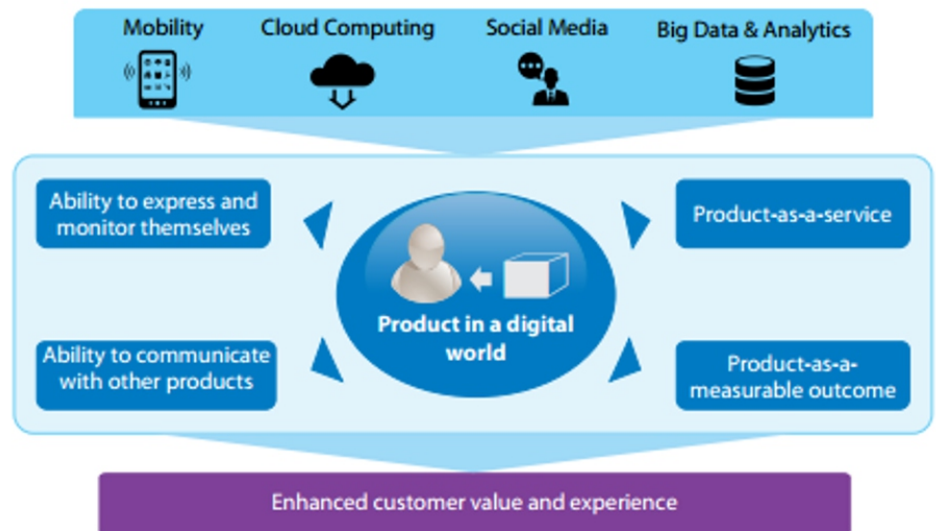 Mobility
Cloud Computing
Social Media
Big Data & Analytics
Ability to express and
monitor themselves
Product-as-a-service
Product in a digital
world
Ability to communicate
with other products
Product-as-a-
measurable outcome
Enhanced customer value and experience